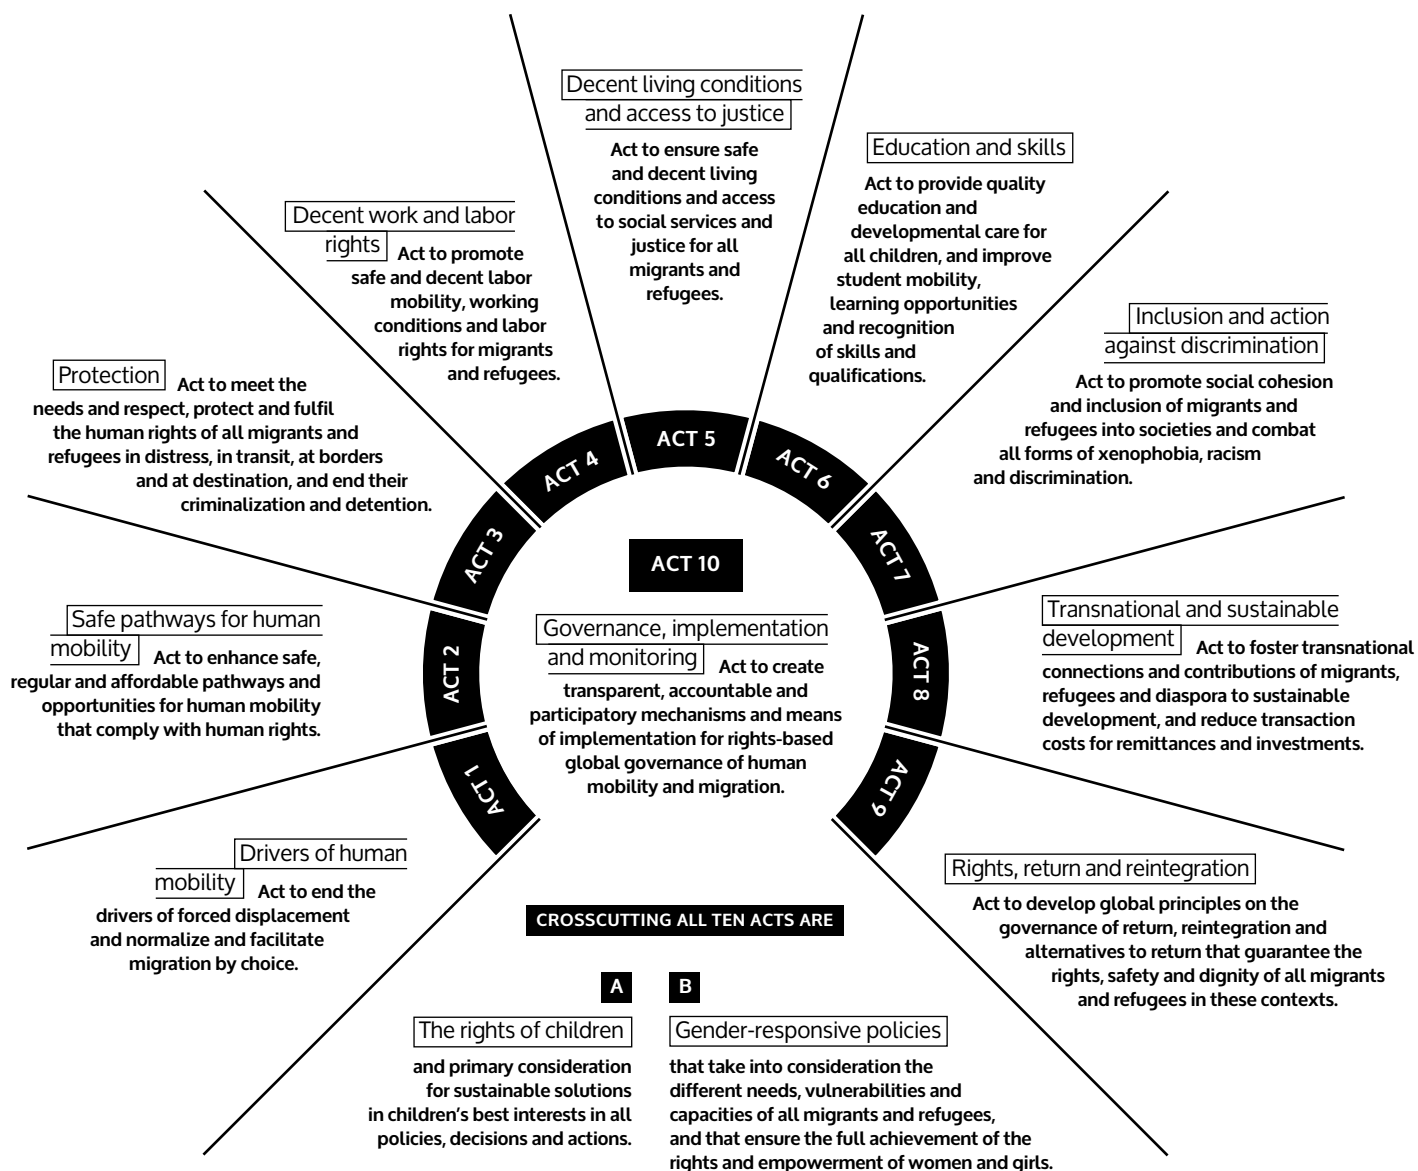 ACT 1
Drivers of human
mobility Act to end the
drivers of forced displacement
and normalize and facilitate
migration by choice.
ACT 2
Safe pathways for human
mobility Act to enhance safe,
regular and affordable pathways and
opportunities for human mobility
that comply with human rights.
ACT 3
Protection Act to meet the
needs and respect, protect and fulfil
the human rights of all migrants and
refugees in distress, in transit, at borders
and at destination, and end their
criminalization and detention.
ACT 4
Decent work and labor
rights Act to promote
safe and decent labor
mobility, working
conditions and labor
rights for migrants
and refugees.
ACT 5
Decent living conditions
and access to justice
Act to ensure safe
and decent living
conditions and access
to social services and
justice for all
migrants and
refugees.
ACT 6
Education and skills
Act to provide quality
education and
developmental care for
all children, and improve
student mobility,
learning opportunities
and recognition
of skills and
qualifications.
ACT 7
Inclusion and action
against discrimination
Act to promote social cohesion
and inclusion of migrants and
refugees into societies and combat
all forms of xenophobia, racism
and discrimination.
ACT 8
Transnational and sustainable
development Act to foster transnational
connections and contributions of migrants,
refugees and diaspora to sustainable
development, and reduce transaction
costs for remittances and investments.
ACT 9
Rights, return and reintegration
Act to develop global principles on the
governance of return, reintegration and
alternatives to return that guarantee the
rights, safety and dignity of all migrants
and refugees in these contexts.
ACT 10
Governance, implementation
and monitoring Act to create
transparent, accountable and
participatory mechanisms and means
of implementation for rights-based
global governance of human
mobility and migration.
CROSSCUTTING ALL TEN ACTS ARE
A
The rights of children
and primary consideration
for sustainable solutions
in children’s best interests in all
policies, decisions and actions.
B
Gender-responsive policies
that take into consideration the
different needs, vulnerabilities and
capacities of all migrants and refugees,
and that ensure the full achievement of the
rights and empowerment of women and girls.